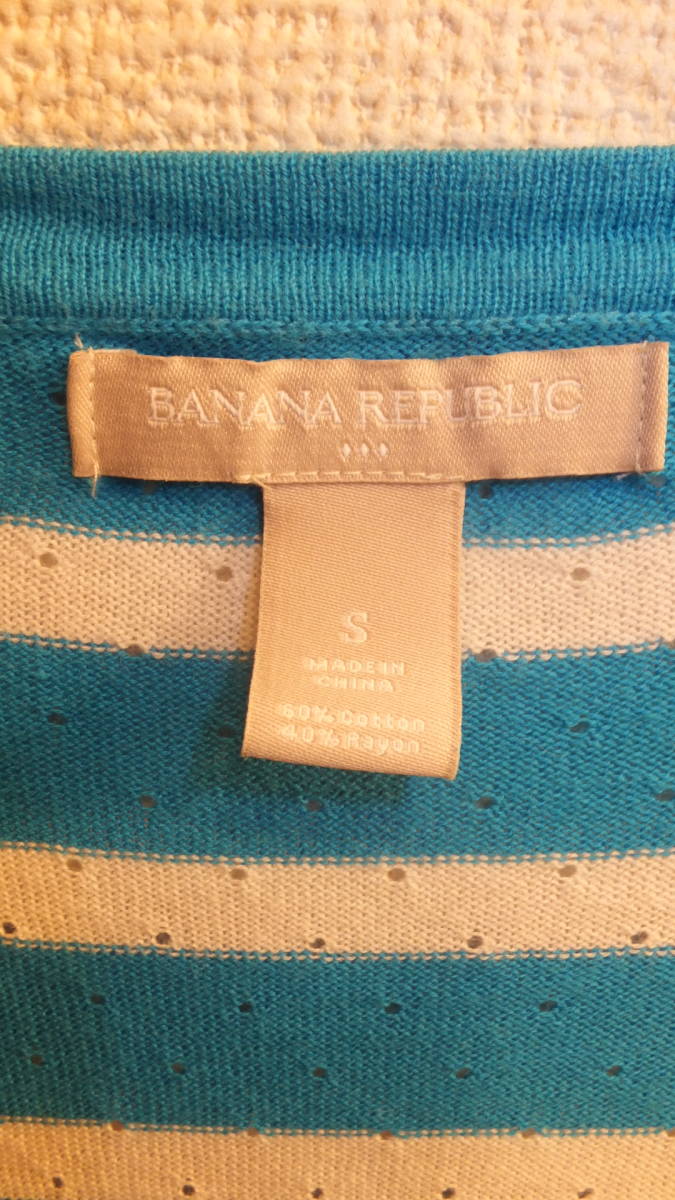 BANANA REPUBLIC
S
MADE IN
CHINA
60% Cotton
40% Rayon